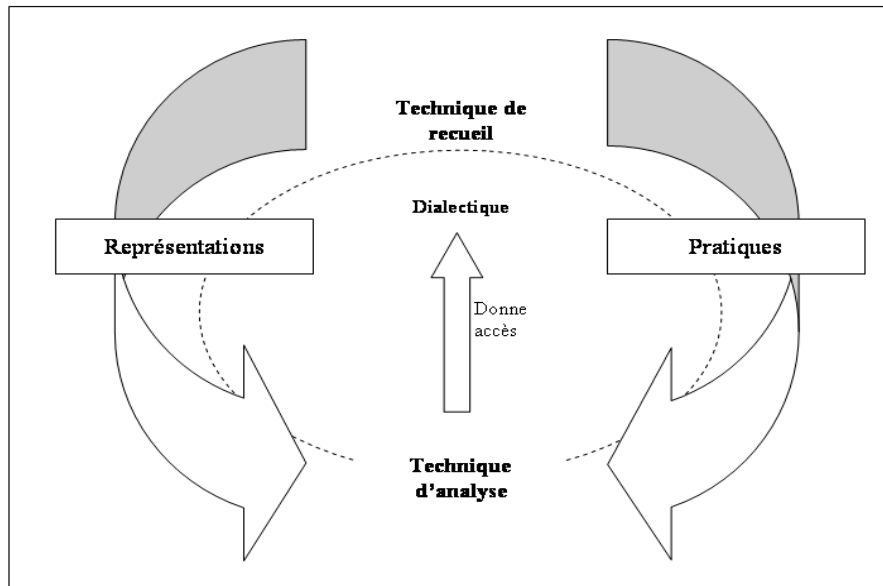 Technique de
recueil
Dialectique
Représentations
Pratiques
Donne
accès
Technique
d'analyse